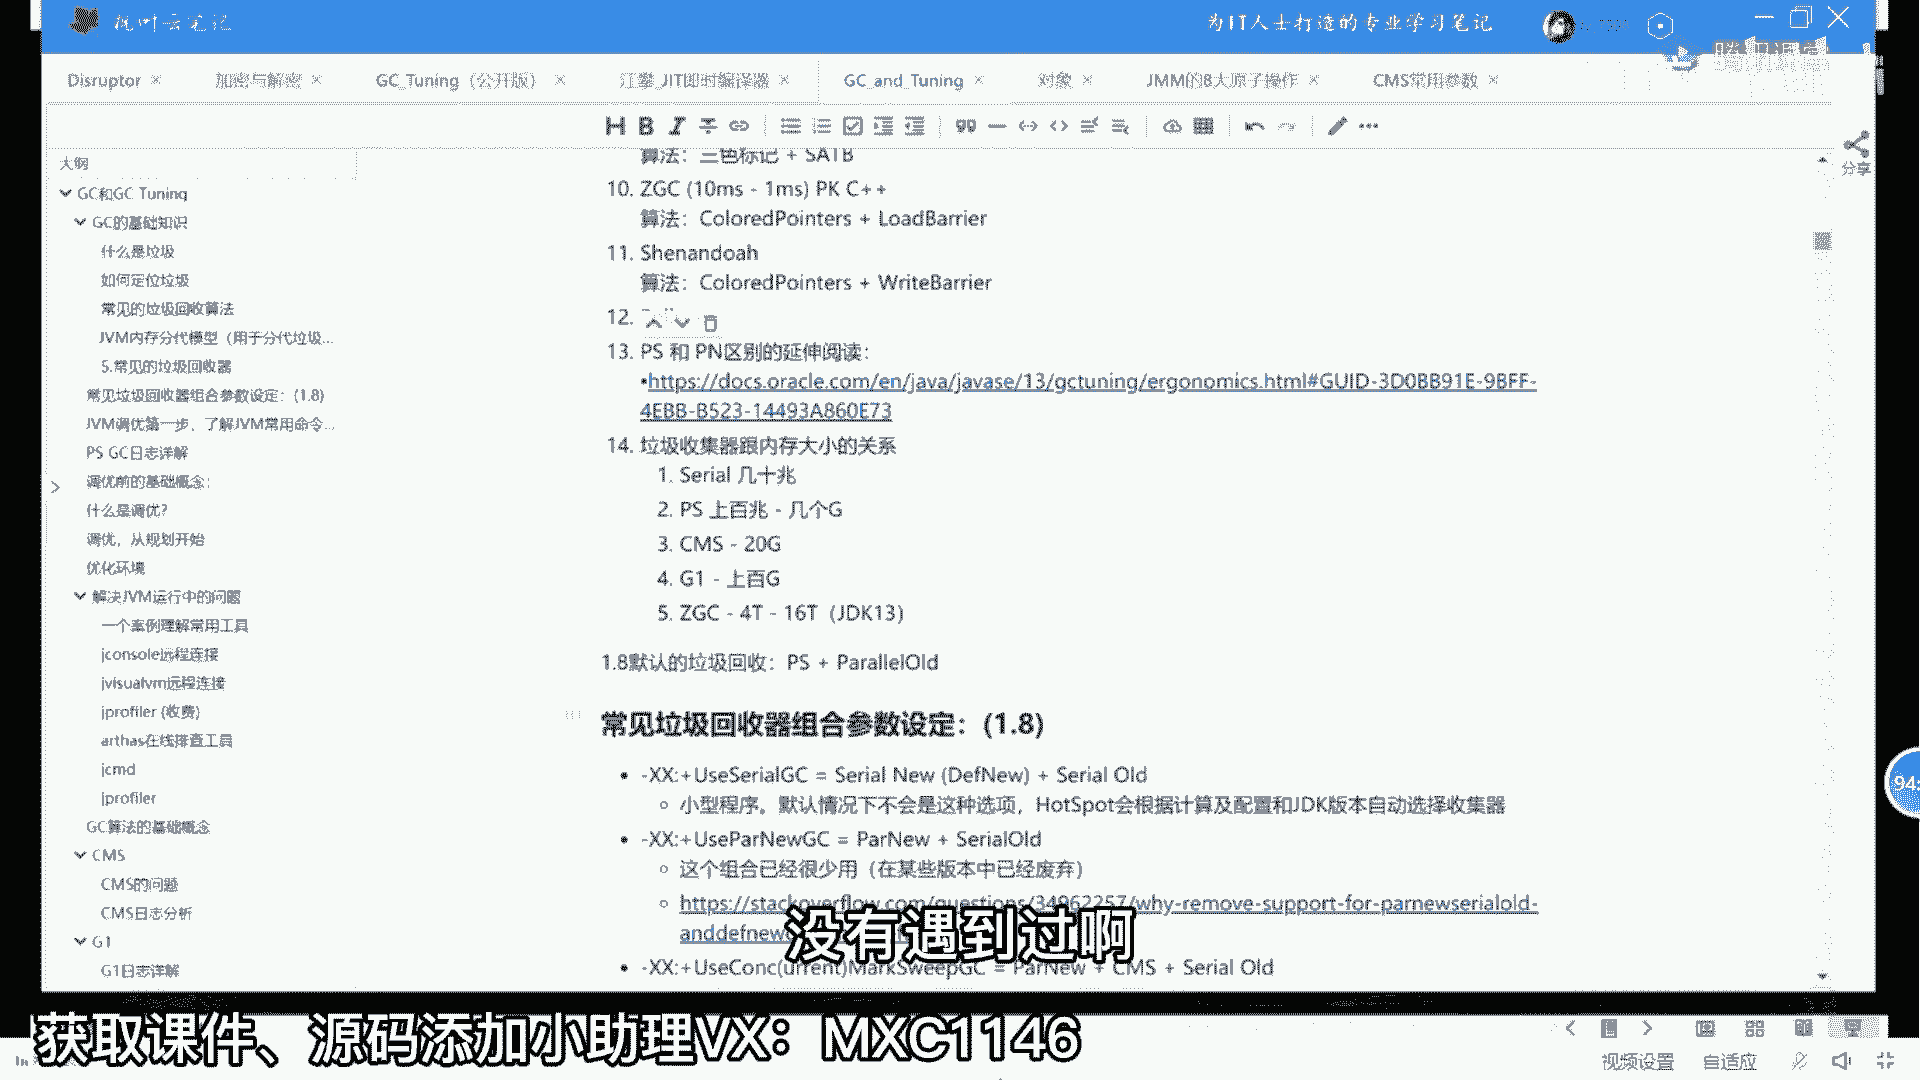 为IT人士打造的专业学习笔记
Disruptor
加密与解密
GC_Tuning（公开版）
江攀_JIT即时编译器
GC_and_Tuning
对象
JMM的8大原子操作
CMS常用参数
分享
大纲
GC和GC Tuning
GC的基础知识
什么是垃圾
如何定位垃圾
常见的垃圾回收算法
JVM内存分代模型（用于分代垃圾...
5.常见的垃圾回收器
常见垃圾回收器组合参数设定：(1.8)
JVM调优第一步，了解JVM常用命令...
PS GC日志详解
调优前的基础概念：
什么是调优？
调优，从规划开始
优化环境
解决JVM运行中的问题
一个案例理解常用工具
jconsole远程连接
jvisualvm远程连接
jprofiler (收费)
arthas在线排查工具
jcmd
jprofiler
GC算法的基础概念
CMS
CMS的问题
CMS日志分析
G1
G1日志详解
算法：三色标记 + SATB
10. ZGC (10ms - 1ms) PK C++
算法：ColoredPointers + LoadBarrier
11. Shenandoah
算法：ColoredPointers + WriteBarrier
12.
13. PS 和 PN区别的延伸阅读：
▪https://docs.oracle.com/en/java/javase/13/gctuning/ergonomics.html#GUID-3D0BB91E-9BFF-
4EBB-B523-14493A860E73
14. 垃圾收集器跟内存大小的关系
1. Serial 几十兆
2. PS 上百兆 - 几个G
3. CMS - 20G
4. G1 - 上百G
5. ZGC - 4T - 16T（JDK13）
1.8默认的垃圾回收：PS + ParallelOld
常见垃圾回收器组合参数设定：(1.8)
-XX:+UseSerialGC = Serial New (DefNew) + Serial Old
小型程序。默认情况下不会是这种选项，HotSpot会根据计算及配置和JDK版本自动选择收集器
-XX:+UseParNewGC = ParNew + SerialOld
这个组合已经很少用（在某些版本中已经废弃）
https://stackoverflow.com/questions/34962257/why-remove-support-for-parnewserialold-
没有遇到过啊
-XX:+UseConc(urrent)MarkSweepGC = ParNew + CMS + Serial Old
获取课件、源码添加小助理VX：MXC1146
视频设置
自适应